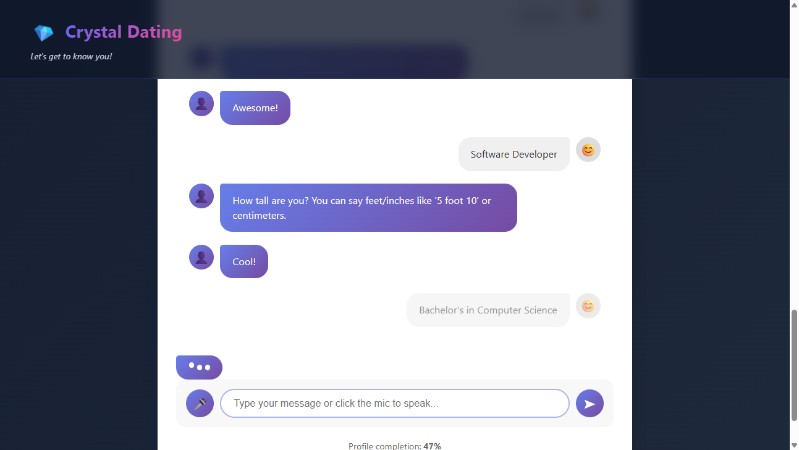 Crystal Dating
Let's get to know you!
Awesome!
Software Developer
How tall are you? You can say feet/inches like '5 foot 10' or
centimeters.
Cool!
Bachelor's in Computer Science
Type your message or click the mic to speak...
Profile completion: 47%